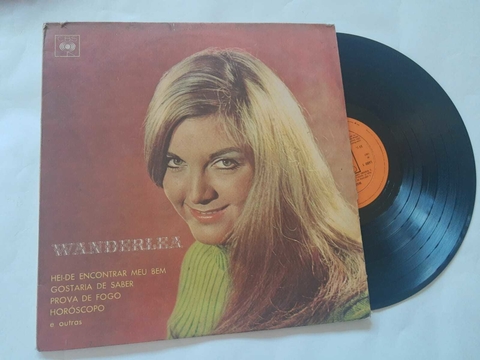 WANDERLEA
HEI-DE ENCONTRAR MEU BEM
GOSTARIA DE SABER
PROVA DE FOGO
HORÓSCOPO
e outras